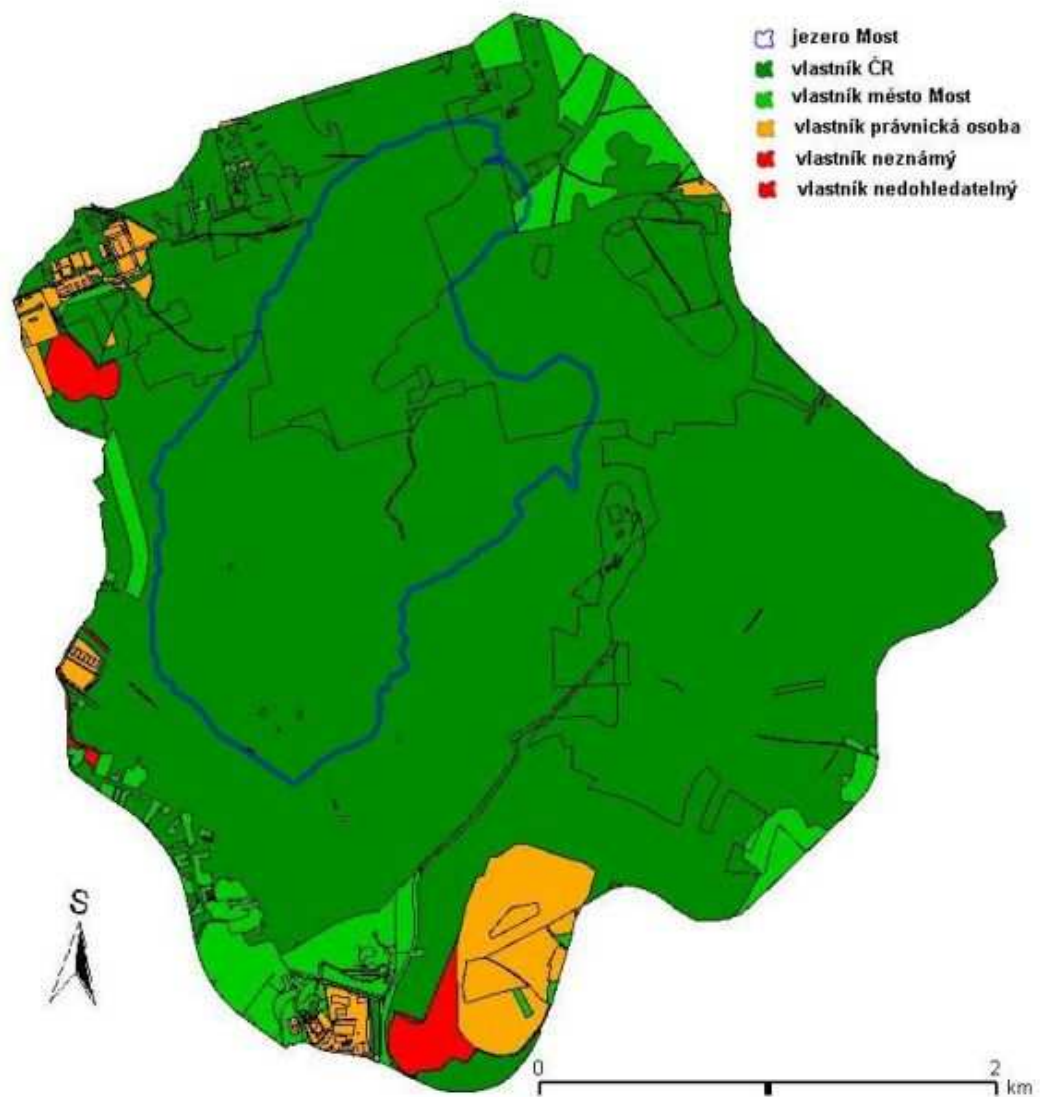 jezero Most
vlastník ČR
vlastník město Most
vlastník právnická osoba
vlastník neznámý
vlastník nedohledatelný
S
0 2
km